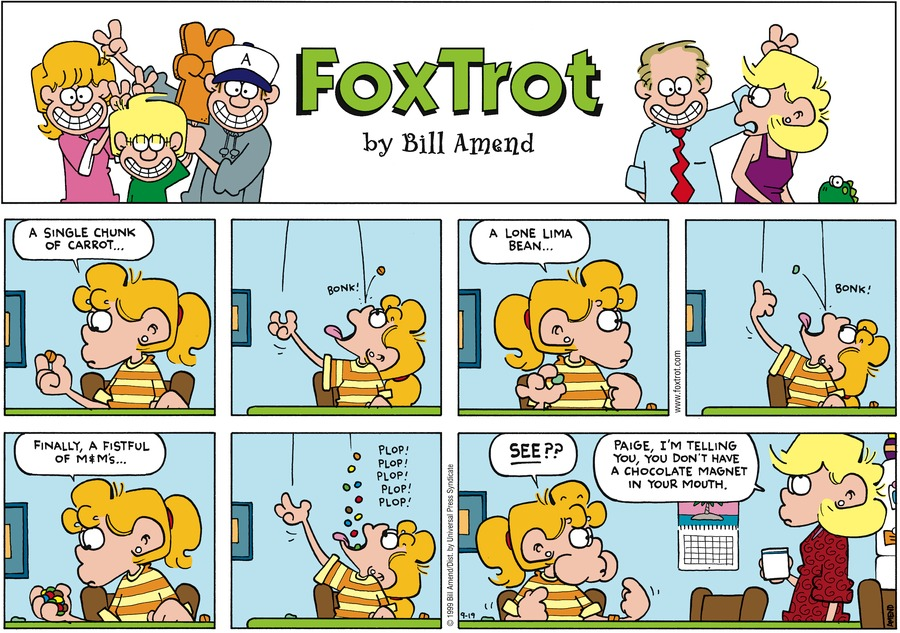 A
FoxTrot
by Bill Amend
A SINGLE CHUNK
OF CARROT...
BONK!
A LONE LIMA
BEAN...
www.foxtrot.com
BONK!
FINALLY, A FISTFUL
OF M&M's...
PLOP!
PLOP!
PLOP!
PLOP!
PLOP!
© 1999 Bill Amend/Dist. by Universal Press Syndicate
SEE??
9-19
PAIGE, I'M TELLING
YOU, YOU DON'T HAVE
A CHOCOLATE MAGNET
IN YOUR MOUTH.
AMEND